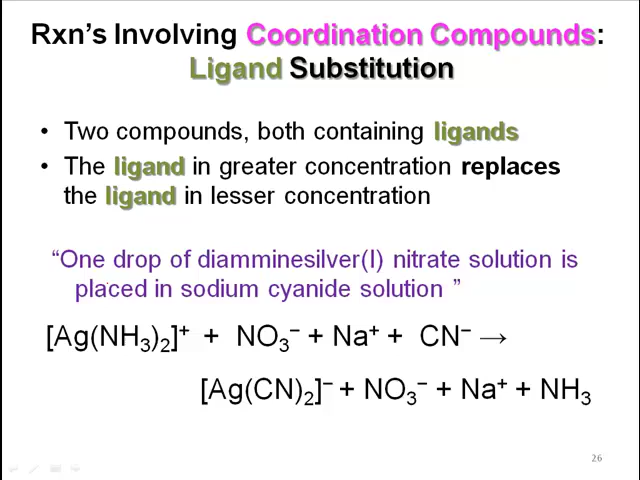 Rxn's Involving Coordination Compounds:
Ligand Substitution
• Two compounds, both containing ligands
• The ligand in greater concentration replaces
the ligand in lesser concentration
“One drop of diamminesilver(I) nitrate solution is
placed in sodium cyanide solution ”
[Ag(NH₃)₂]⁺ + NO₃⁻ + Na⁺ + CN⁻ →
[Ag(CN)₂]⁻ + NO₃⁻ + Na⁺ + NH₃
26